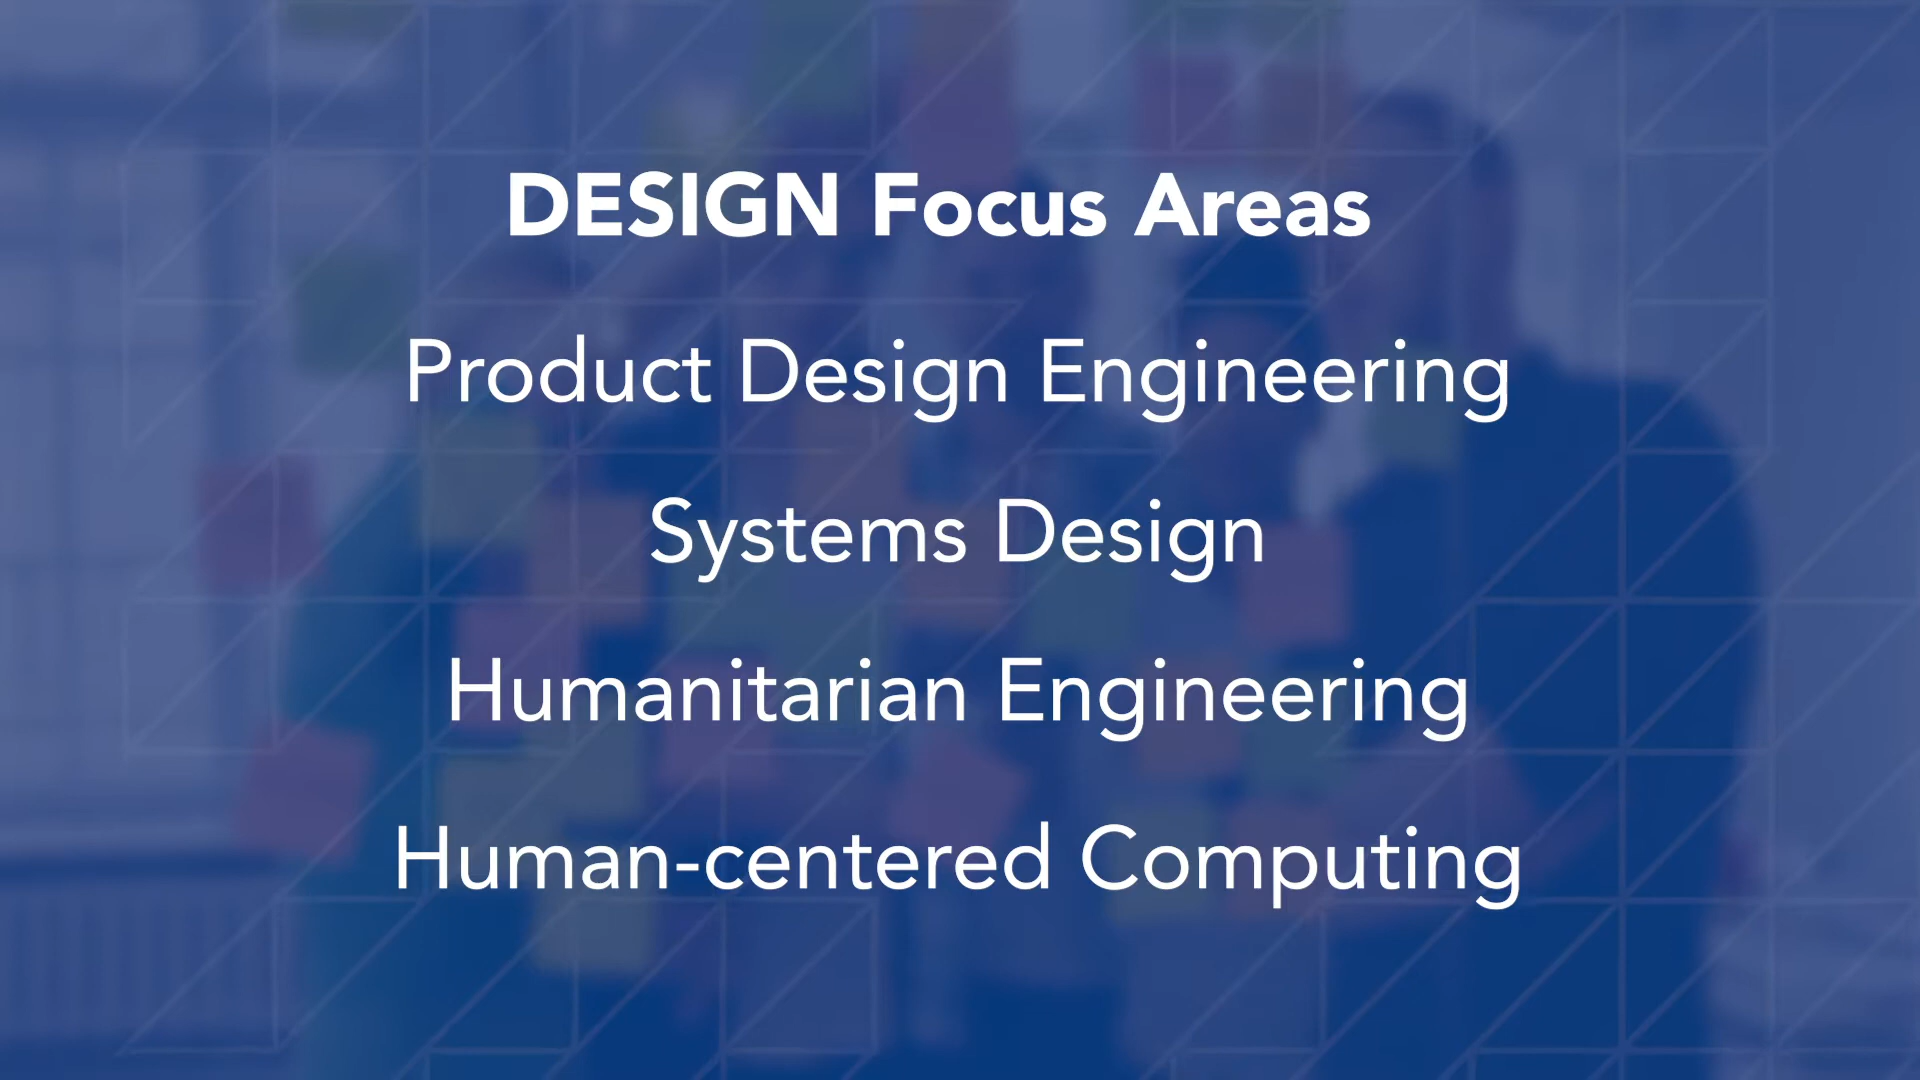 DESIGN Focus Areas
Product Design Engineering
Systems Design
Humanitarian Engineering
Human-centered Computing